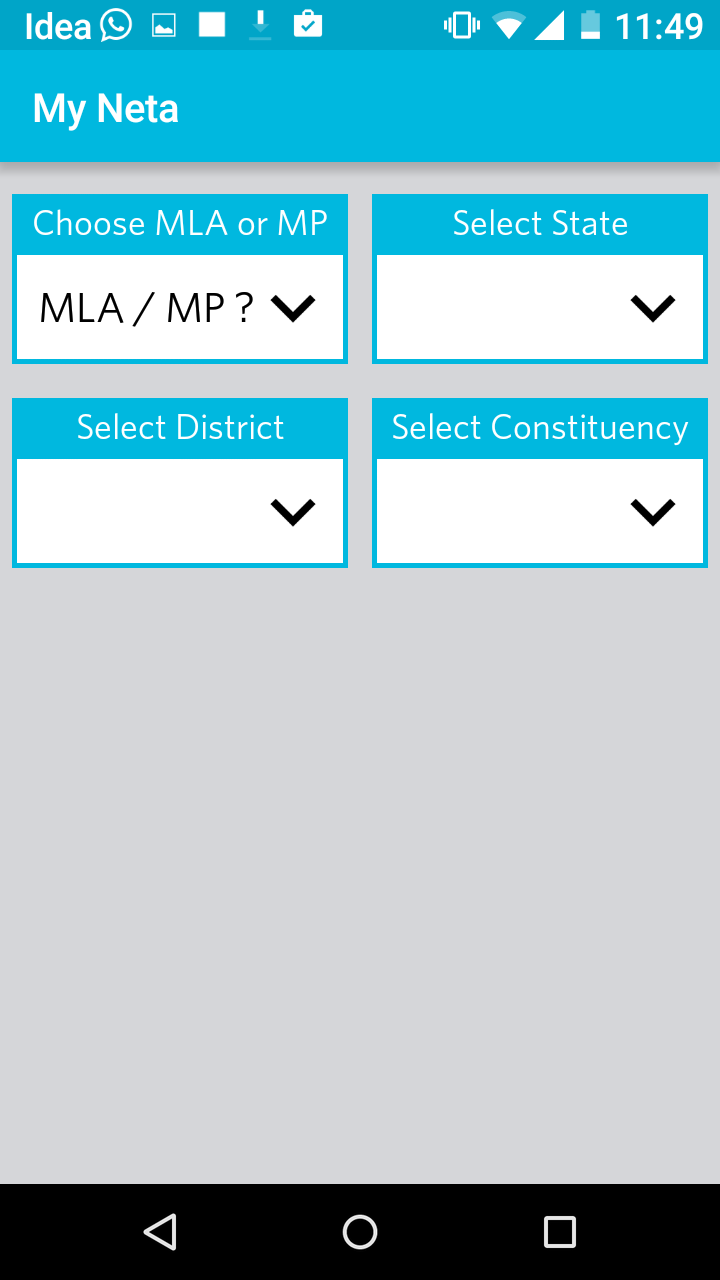 Idea 11:49
My Neta
Choose MLA or MP
Select State
MLA / MP ?
Select District
Select Constituency